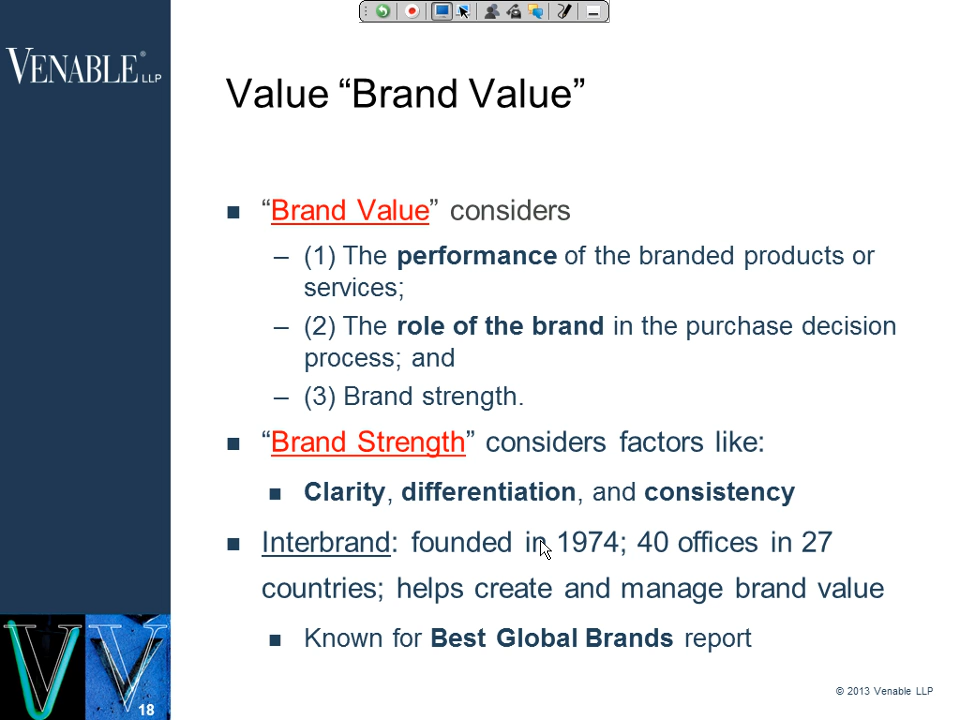 VENABLE® LLP
Value “Brand Value”
■ “Brand Value” considers
– (1) The performance of the branded products or
services;
– (2) The role of the brand in the purchase decision
process; and
– (3) Brand strength.
■ “Brand Strength” considers factors like:
■ Clarity, differentiation, and consistency
■ Interbrand: founded in 1974; 40 offices in 27
countries; helps create and manage brand value
■ Known for Best Global Brands report
18
© 2013 Venable LLP